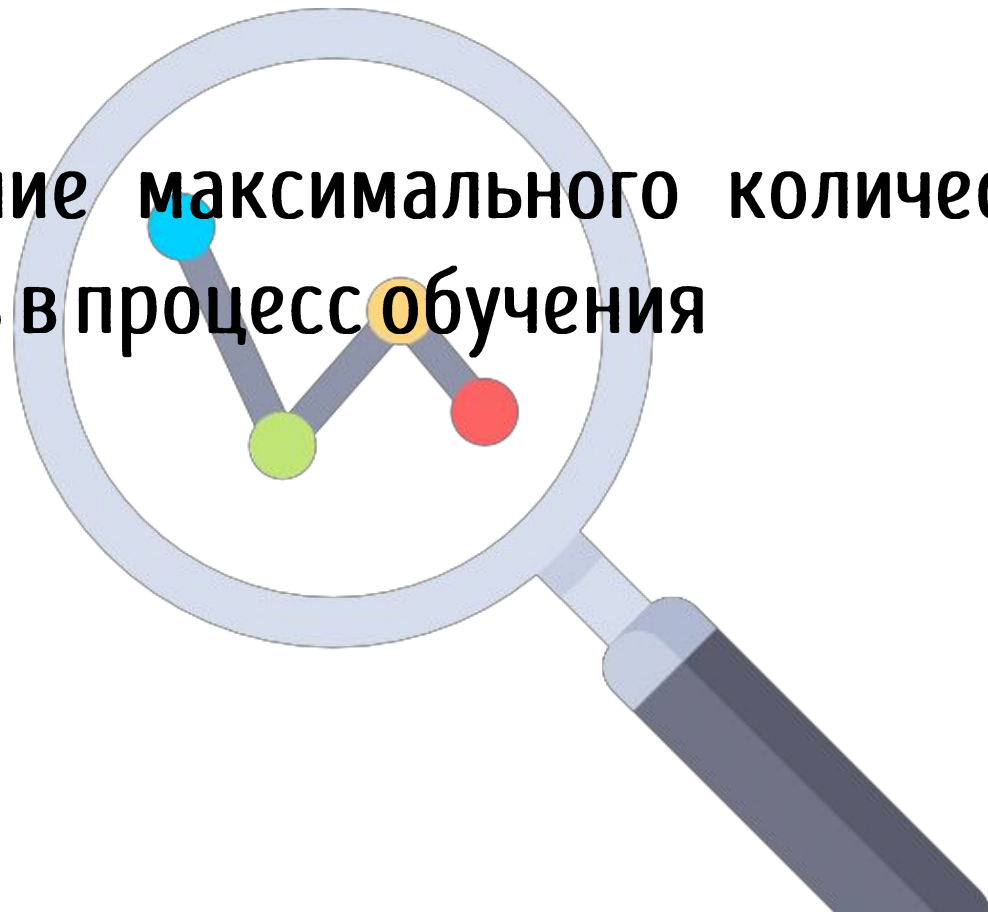 ние максимального количес
в процесс обучения